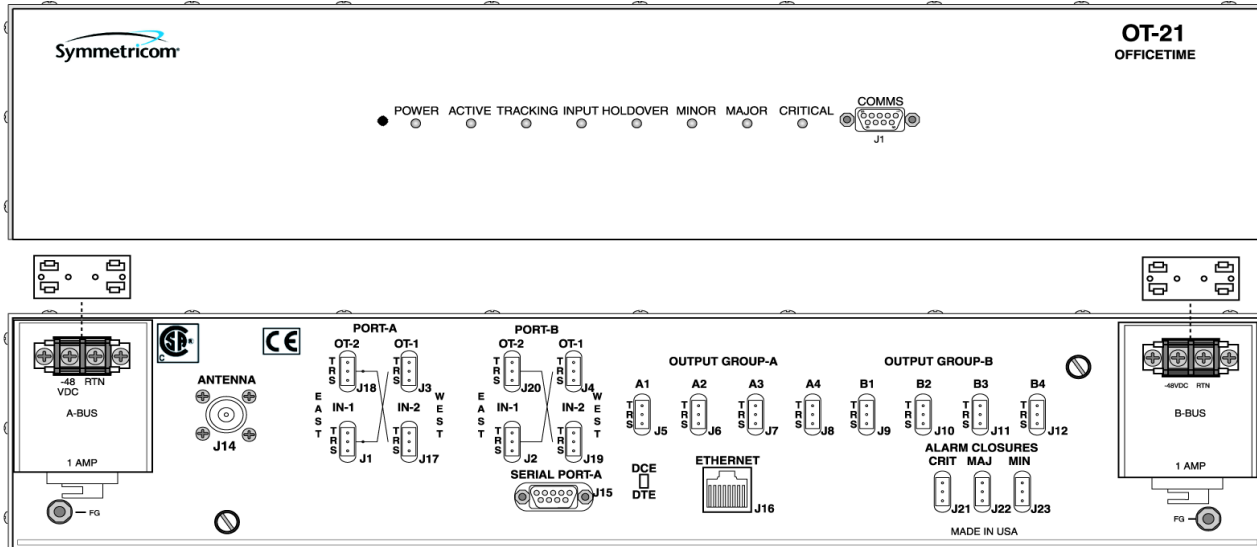 Symmetricom®
OT-21
OFFICETIME
POWER ACTIVE TRACKING INPUT HOLDOVER MINOR MAJOR CRITICAL
COMMS
J1
-48 VDC RTN
A-BUS
1 AMP
FG
C SA ®
CE
ANTENNA
J14
PORT-A
OT-2 OT-1
T R S J18
T R S J3
EAST IN-1 IN-2 WEST
T R S J1
T R S J17
PORT-B
OT-2 OT-1
T R S J20
T R S J4
EAST IN-1 IN-2 WEST
T R S J2
T R S J19
SERIAL PORT-A
J15
DCE
DTE
ETHERNET
J16
OUTPUT GROUP-A
A1 A2 A3 A4
T R S J5
T R S J6
T R S J7
T R S J8
OUTPUT GROUP-B
B1 B2 B3 B4
T R S J9
T R S J10
T R S J11
T R S J12
ALARM CLOSURES
CRIT MAJ MIN
J21 J22 J23
MADE IN USA
-48VDC RTN
B-BUS
1 AMP
FG